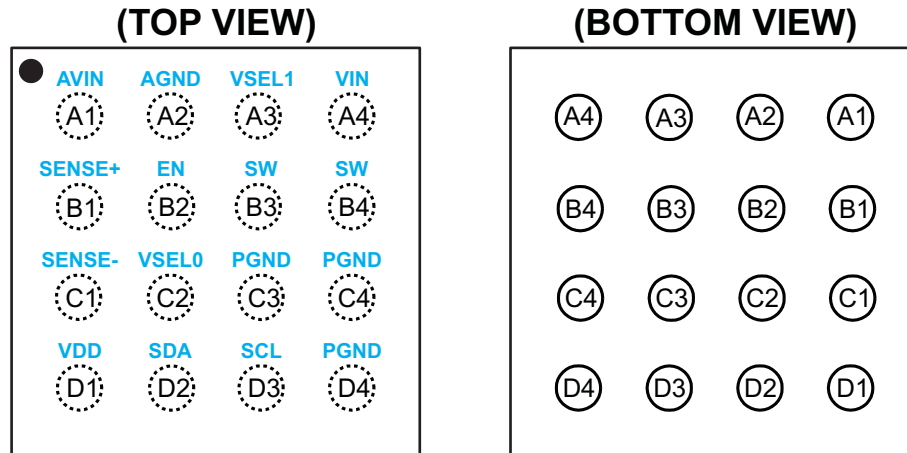 (TOP VIEW) (BOTTOM VIEW)
AVIN AGND VSEL1 VIN
A1 A2 A3 A4 A4 A3 A2 A1
SENSE+ EN SW SW
B1 B2 B3 B4 B4 B3 B2 B1
SENSE- VSEL0 PGND PGND
C1 C2 C3 C4 C4 C3 C2 C1
VDD SDA SCL PGND
D1 D2 D3 D4 D4 D3 D2 D1